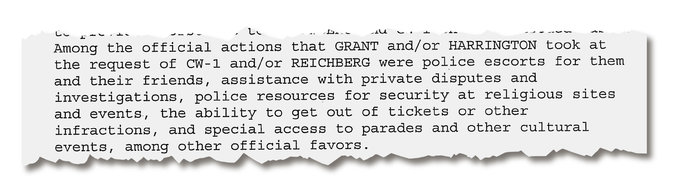 Among the official actions that GRANT and/or HARRINGTON took at
the request of CW-1 and/or REICHBERG were police escorts for them
and their friends, assistance with private disputes and
investigations, police resources for security at religious sites
and events, the ability to get out of tickets or other
infractions, and special access to parades and other cultural
events, among other official favors.